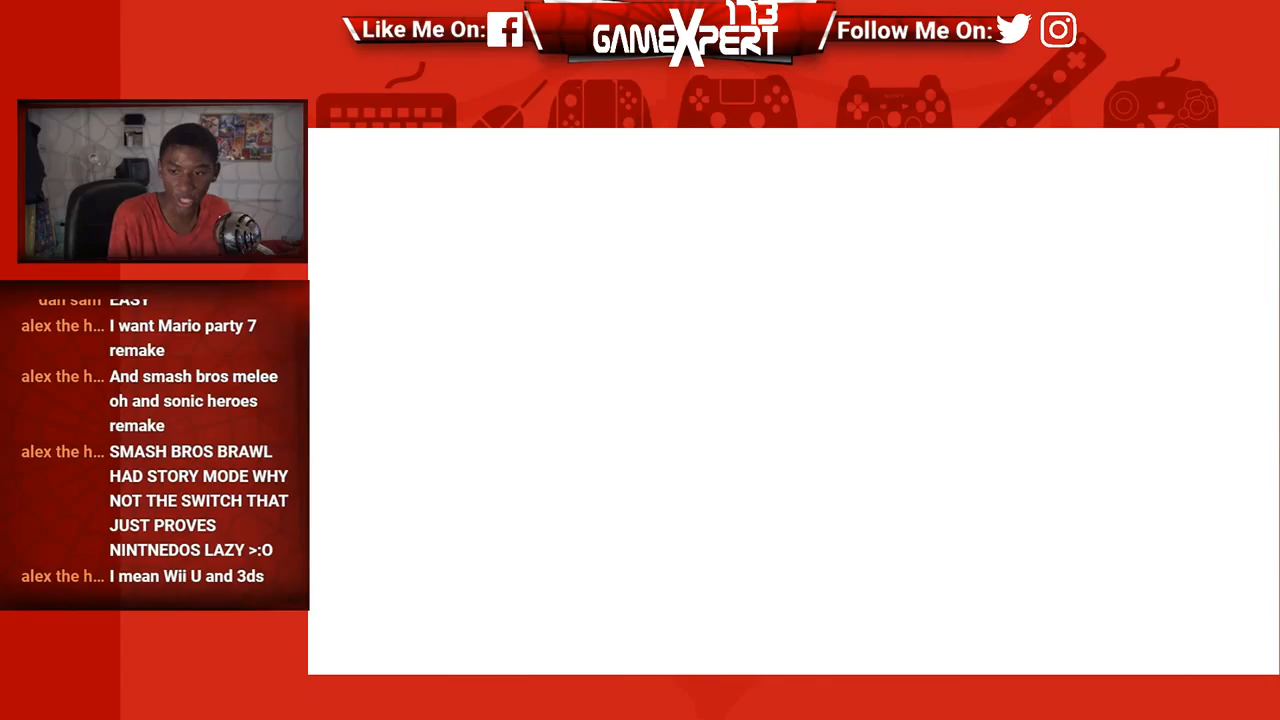 Like Me On:
173
GAMEXPERT
Follow Me On:
dan sam EASY
alex the h... I want Mario party 7
remake
alex the h... And smash bros melee
oh and sonic heroes
remake
alex the h... SMASH BROS BRAWL
HAD STORY MODE WHY
NOT THE SWITCH THAT
JUST PROVES
NINTNEDOS LAZY >:O
alex the h... I mean Wii U and 3ds